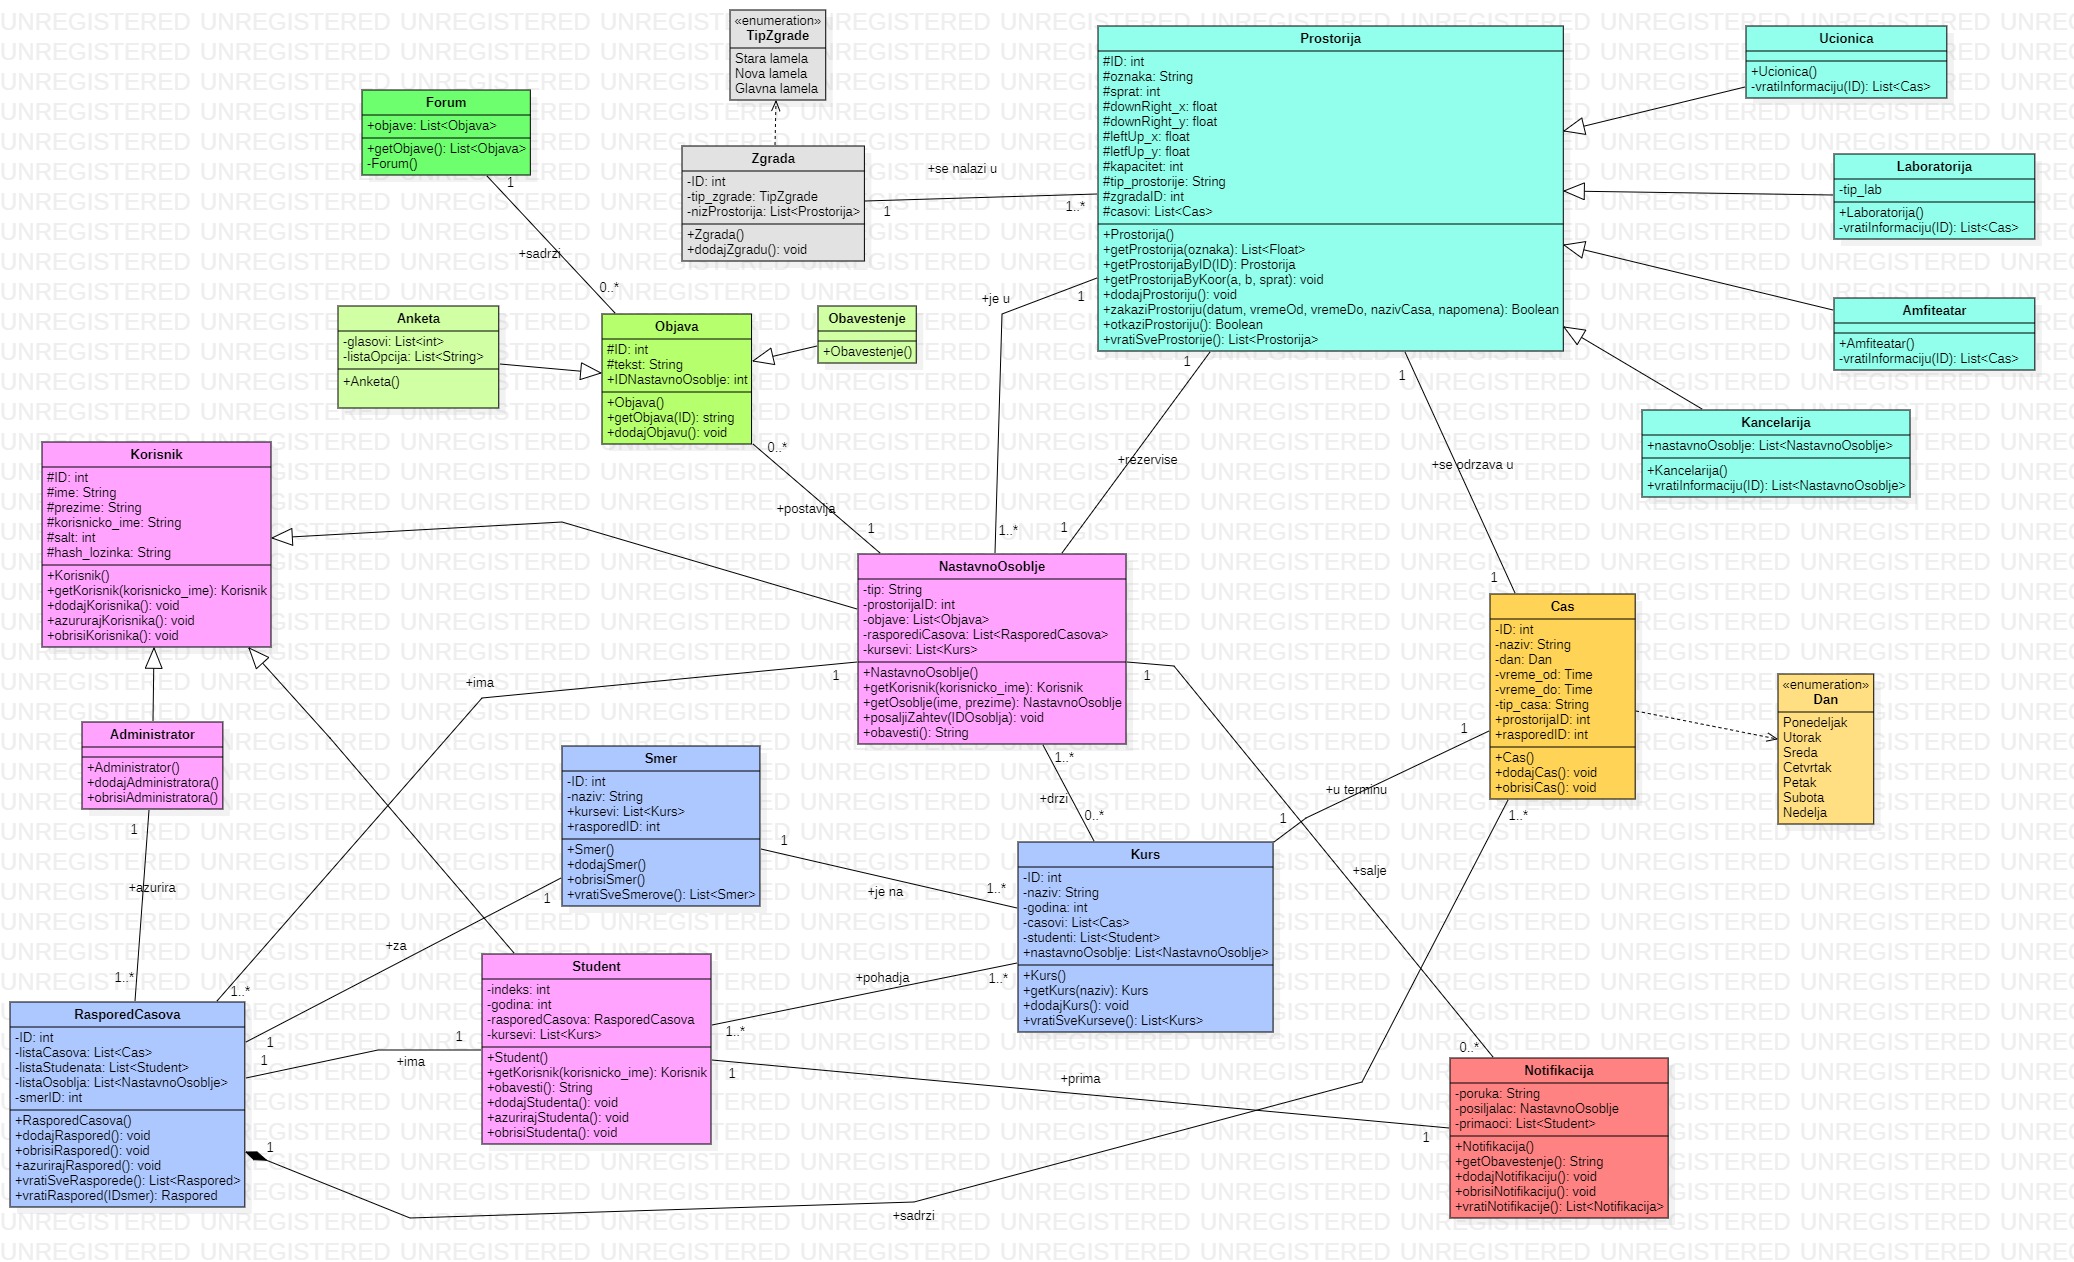 «enumeration»
TipZgrade
Stara lamela
Nova lamela
Glavna lamela
Forum
+objave: List<Objava>
+getObjave(): List<Objava>
-Forum()
1
+sadrzi
0..*
Zgrada
-ID: int
-tip_zgrade: TipZgrade
-nizProstorija: List<Prostorija>
+Zgrada()
+dodajZgradu(): void
+se nalazi u
1
1..*
Prostorija
#ID: int
#oznaka: String
#sprat: int
#downRight_x: float
#downRight_y: float
#leftUp_x: float
#letfUp_y: float
#kapacitet: int
#tip_prostorije: String
#zgradaID: int
#casovi: List<Cas>
+Prostorija()
+getProstorija(oznaka): List<Float>
+getProstorijaByID(ID): Prostorija
+getProstorijaByKoor(a, b, sprat): void
+dodajProstoriju(): void
+zakaziProstoriju(datum, vremeOd, vremeDo, nazivCasa, napomena): Boolean
+otkaziProstoriju(): Boolean
+vratiSveProstorije(): List<Prostorija>
Ucionica
+Ucionica()
-vratiInformaciju(ID): List<Cas>
Laboratorija
-tip_lab
+Laboratorija()
-vratiInformaciju(ID): List<Cas>
Amfiteatar
+Amfiteatar()
-vratiInformaciju(ID): List<Cas>
Kancelarija
+nastavnoOsoblje: List<NastavnoOsoblje>
+Kancelarija()
+vratiInformaciju(ID): List<NastavnoOsoblje>
Anketa
-glasovi: List<int>
-listaOpcija: List<String>
+Anketa()
Objava
#ID: int
#tekst: String
+IDNastavnoOsoblje: int
+Objava()
+getObjava(ID): string
+dodajObjavu(): void
Obavestenje
+Obavestenje()
+je u
1
1..*
1
+rezervise
1
1
+se odrzava u
1
0..*
+postavlja
1
Korisnik
#ID: int
#ime: String
#prezime: String
#korisnicko_ime: String
#salt: int
#hash_lozinka: String
+Korisnik()
+getKorisnik(korisnicko_ime): Korisnik
+dodajKorisnika(): void
+azururajKorisnika(): void
+obrisiKorisnika(): void
NastavnoOsoblje
-tip: String
-prostorijaID: int
-objave: List<Objava>
-rasporediCasova: List<RasporedCasova>
-kursevi: List<Kurs>
+NastavnoOsoblje()
+getKorisnik(korisnicko_ime): Korisnik
+getOsoblje(ime, prezime): NastavnoOsoblje
+posaljiZahtev(IDOsoblja): void
+obavesti(): String
Cas
-ID: int
-naziv: String
-dan: Dan
-vreme_od: Time
-vreme_do: Time
-tip_casa: String
+prostorijaID: int
+rasporedID: int
+Cas()
+dodajCas(): void
+obrisiCas(): void
«enumeration»
Dan
Ponedeljak
Utorak
Sreda
Cetvrtak
Petak
Subota
Nedelja
+ima
1
1..*
1
+salje
0..*
Administrator
+Administrator()
+dodajAdministratora()
+obrisiAdministratora()
1
+azurira
1..*
Smer
-ID: int
-naziv: String
+kursevi: List<Kurs>
+rasporedID: int
+Smer()
+dodajSmer()
+obrisiSmer()
+vratiSveSmerove(): List<Smer>
1..*
+drzi
0..*
1
+u terminu
1
1..*
Kurs
-ID: int
-naziv: String
-godina: int
-casovi: List<Cas>
-studenti: List<Student>
+nastavnoOsoblje: List<NastavnoOsoblje>
+Kurs()
+getKurs(naziv): Kurs
+dodajKurs(): void
+vratiSveKurseve(): List<Kurs>
1
+je na
1..*
1
+za
1
Student
-indeks: int
-godina: int
-rasporedCasova: RasporedCasova
-kursevi: List<Kurs>
+Student()
+getKorisnik(korisnicko_ime): Korisnik
+obavesti(): String
+dodajStudenta(): void
+azurirajStudenta(): void
+obrisiStudenta(): void
+pohadja
1..*
1..*
RasporedCasova
-ID: int
-listaCasova: List<Cas>
-listaStudenata: List<Student>
-listaOsoblja: List<NastavnoOsoblje>
-smerID: int
+RasporedCasova()
+dodajRaspored(): void
+obrisiRaspored(): void
+azurirajRaspored(): void
+vratiSveRasporede(): List<Raspored>
+vratiRaspored(IDsmer): Raspored
1
+ima
1
1
+prima
1
Notifikacija
-poruka: String
-posiljalac: NastavnoOsoblje
-primaoci: List<Student>
+Notifikacija()
+getObavestenje(): String
+dodajNotifikaciju(): void
+obrisiNotifikaciju(): void
+vratiNotifikacije(): List<Notifikacija>
1
+sadrzi
UNREGISTERED